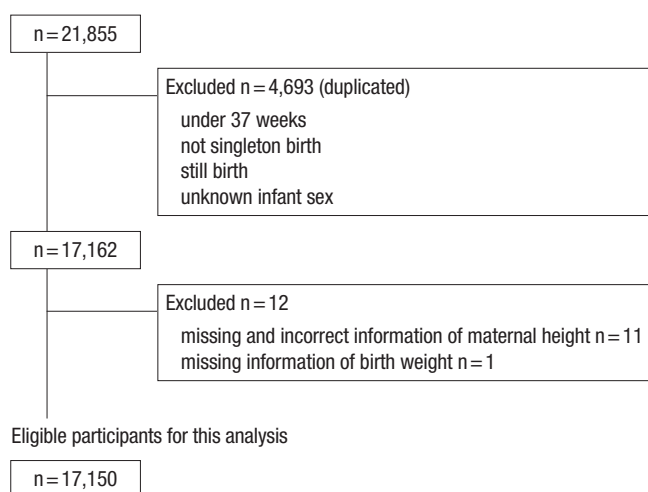 n = 21,855
Excluded n = 4,693 (duplicated)
under 37 weeks
not singleton birth
still birth
unknown infant sex
n = 17,162
Excluded n = 12
missing and incorrect information of maternal height n = 11
missing information of birth weight n = 1
Eligible participants for this analysis
n = 17,150